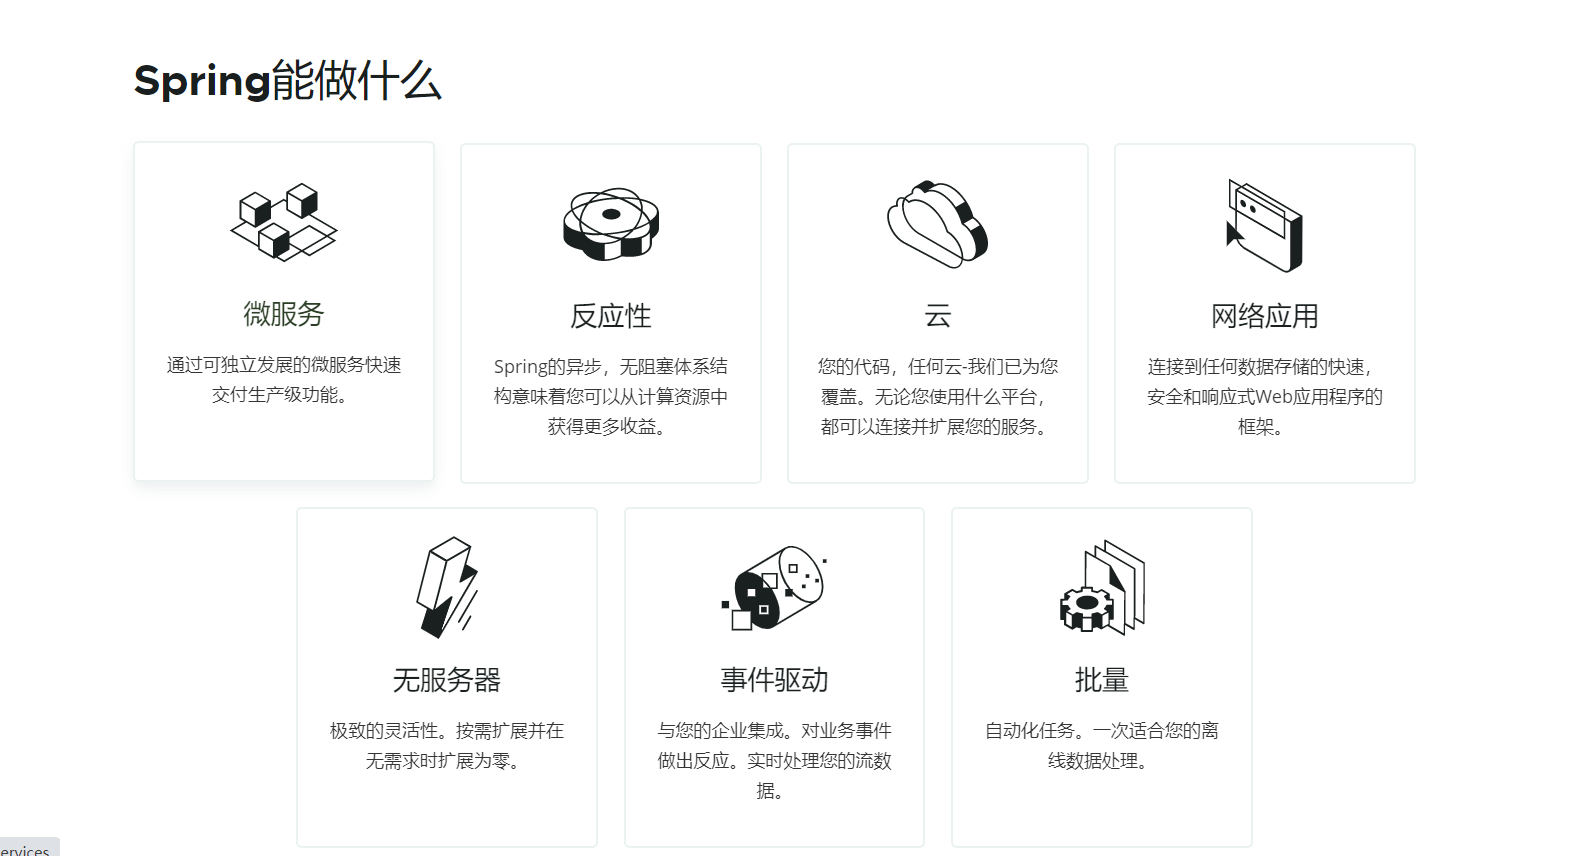 Spring能做什么
微服务
通过可独立发展的微服务快速
交付生产级功能。
反应性
Spring的异步，无阻塞体系结
构意味着您可以从计算资源中
获得更多收益。
云
您的代码，任何云-我们已为您
覆盖。无论您使用什么平台，
都可以连接并扩展您的服务。
网络应用
连接到任何数据存储的快速，
安全和响应式Web应用程序的
框架。
无服务器
极致的灵活性。按需扩展并在
无需求时扩展为零。
事件驱动
与您的企业集成。对业务事件
做出反应。实时处理您的流数
据。
批量
自动化任务。一次适合您的离
线数据处理。
ervices